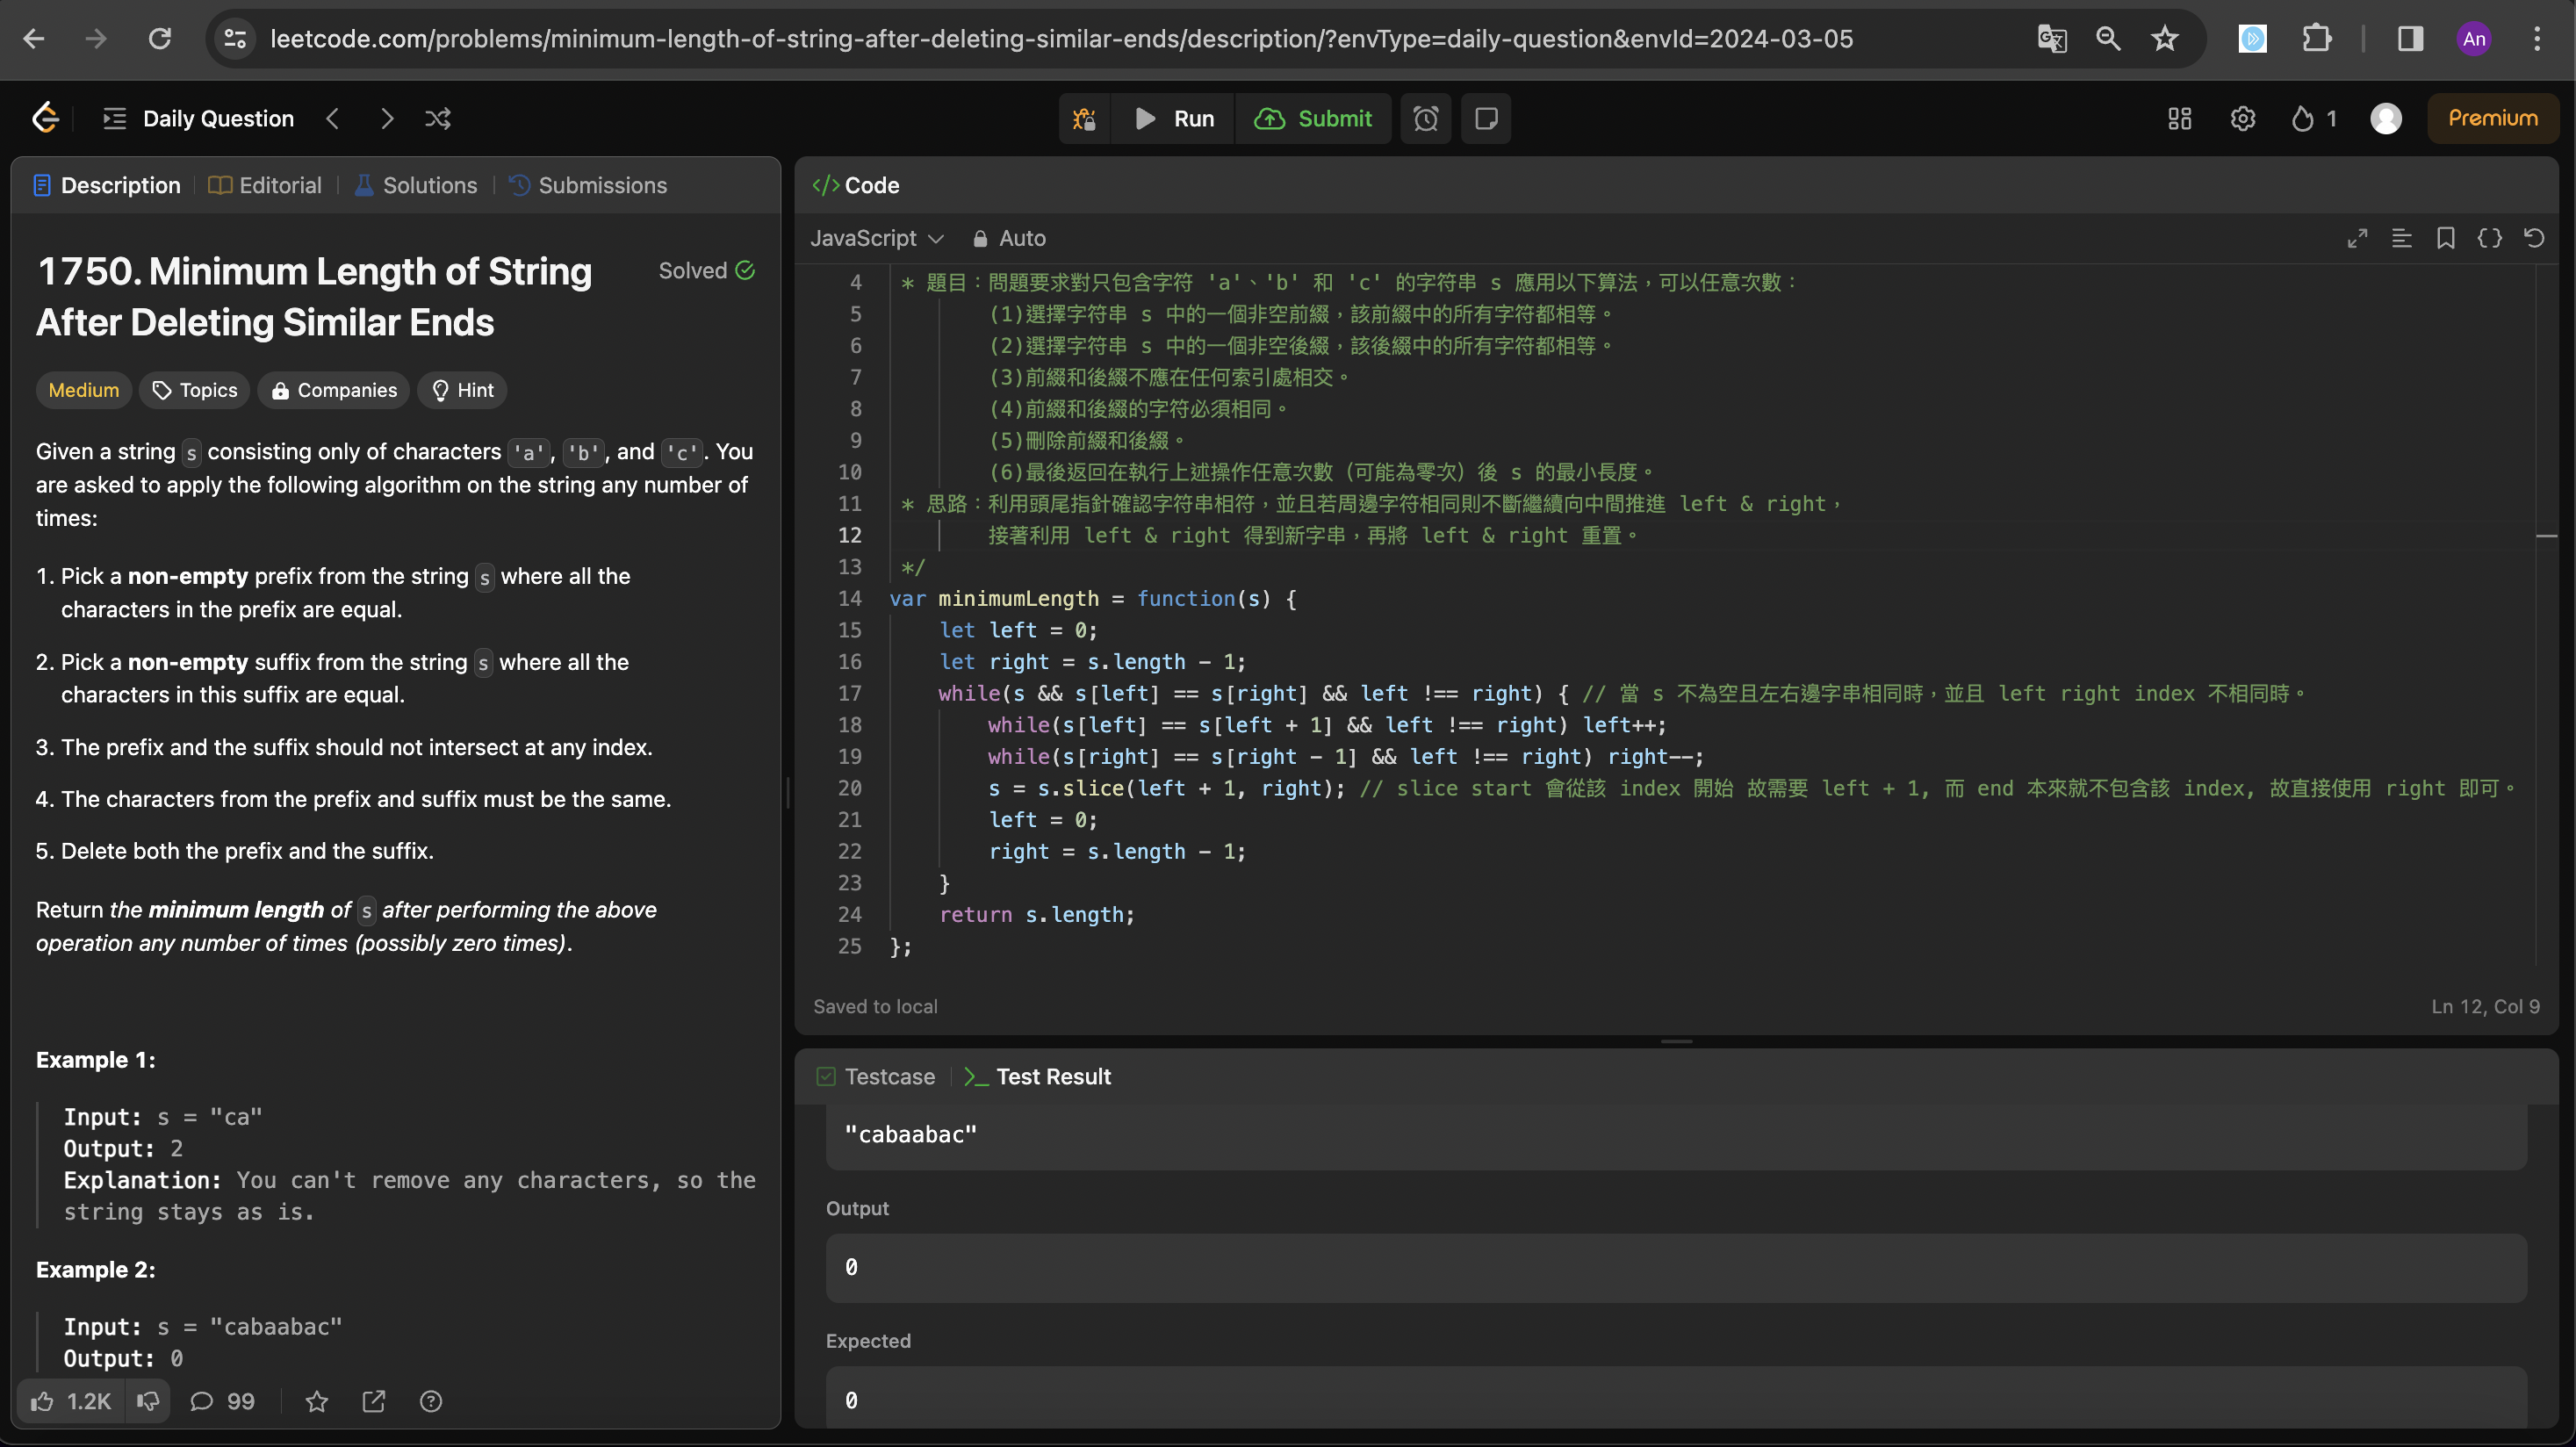 leetcode.com/problems/minimum-length-of-string-after-deleting-similar-ends/description/?envType=daily-question&envId=2024-03-05
An
Daily Question
Run
Submit
1
Premium
Description
Editorial
Solutions
Submissions
1750. Minimum Length of String
After Deleting Similar Ends
Solved
Medium
Topics
Companies
Hint
Given a string s consisting only of characters 'a', 'b', and 'c'. You
are asked to apply the following algorithm on the string any number of
times:
1. Pick a non-empty prefix from the string s where all the
characters in the prefix are equal.
2. Pick a non-empty suffix from the string s where all the
characters in this suffix are equal.
3. The prefix and the suffix should not intersect at any index.
4. The characters from the prefix and suffix must be the same.
5. Delete both the prefix and the suffix.
Return the minimum length of s after performing the above
operation any number of times (possibly zero times).
Example 1:
Input: s = "ca"
Output: 2
Explanation: You can't remove any characters, so the
string stays as is.
Example 2:
Input: s = "cabaabac"
Output: 0
1.2K
99
</> Code
JavaScript
Auto
4 * 題目：問題要求對只包含字符 'a'、'b' 和 'c' 的字符串 s 應用以下算法，可以任意次數：
5 (1)選擇字符串 s 中的一個非空前綴，該前綴中的所有字符都相等。
6 (2)選擇字符串 s 中的一個非空後綴，該後綴中的所有字符都相等。
7 (3)前綴和後綴不應在任何索引處相交。
8 (4)前綴和後綴的字符必須相同。
9 (5)刪除前綴和後綴。
10 (6)最後返回在執行上述操作任意次數（可能為零次）後 s 的最小長度。
11 * 思路：利用頭尾指針確認字符串相符，並且若周邊字符相同則不斷繼續向中間推進 left & right，
12 接著利用 left & right 得到新字串，再將 left & right 重置。
13 */
14 var minimumLength = function(s) {
15 let left = 0;
16 let right = s.length - 1;
17 while(s && s[left] == s[right] && left !== right) { // 當 s 不為空且左右邊字串相同時，並且 left right index 不相同時。
18 while(s[left] == s[left + 1] && left !== right) left++;
19 while(s[right] == s[right - 1] && left !== right) right--;
20 s = s.slice(left + 1, right); // slice start 會從該 index 開始 故需要 left + 1, 而 end 本來就不包含該 index, 故直接使用 right 即可。
21 left = 0;
22 right = s.length - 1;
23 }
24 return s.length;
25 };
Saved to local
Ln 12, Col 9
Testcase
Test Result
"cabaabac"
Output
0
Expected
0